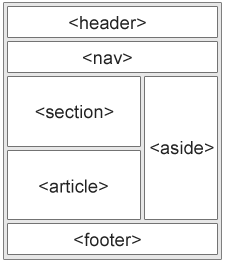 <header>
<nav>
<section>
<aside>
<article>
<footer>